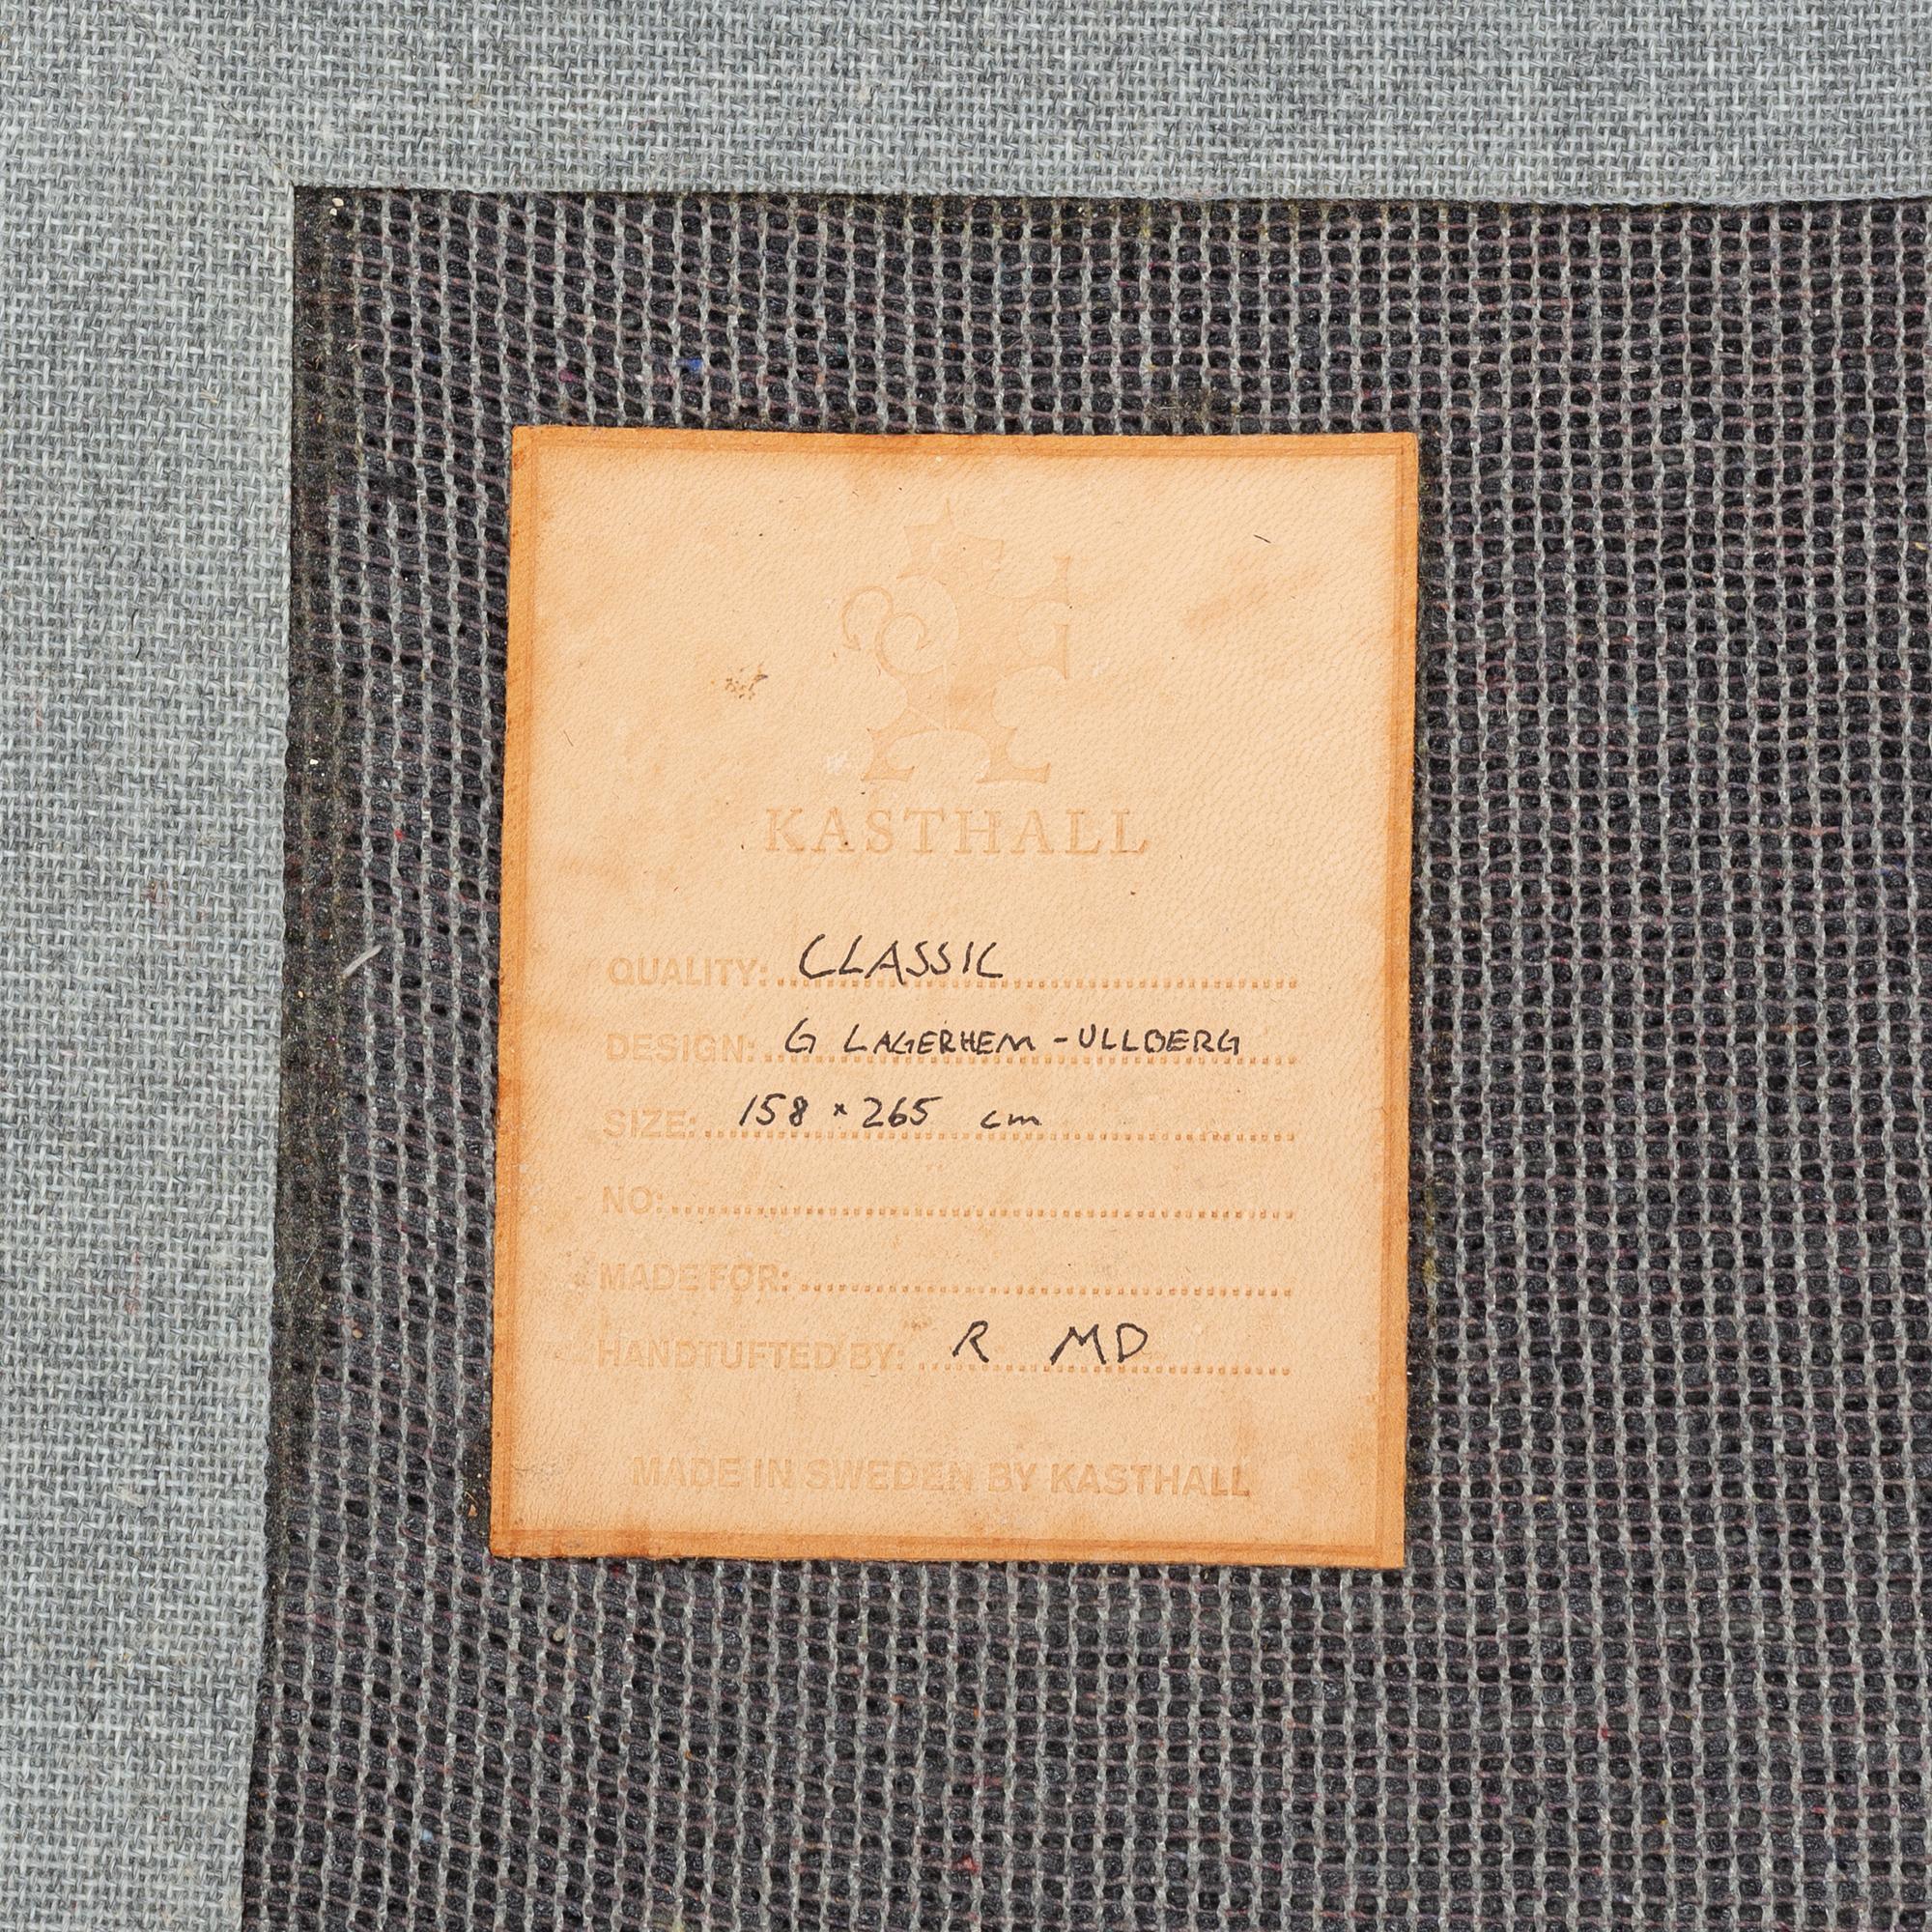 KASTHALL
QUALITY: CLASSIC
DESIGN: G LAGERHEM-ULLBERG
SIZE: 158 × 265 cm
NO:
MADE FOR:
HANDTUFTED BY: R MD
MADE IN SWEDEN BY KASTHALL